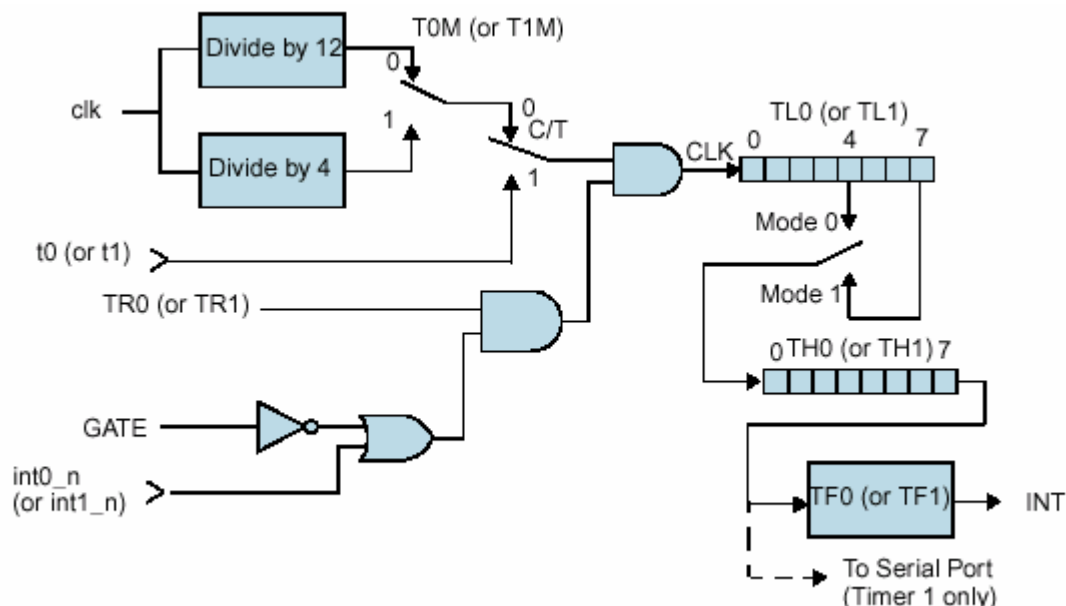 T0M (or T1M)
Divide by 12
0
clk
1
0
C/T
TL0 (or TL1)
0 4 7
Divide by 4
1
CLK
t0 (or t1)
Mode 0
TR0 (or TR1)
Mode 1
0 TH0 (or TH1) 7
GATE
int0_n
(or int1_n)
TF0 (or TF1)
INT
To Serial Port
(Timer 1 only)